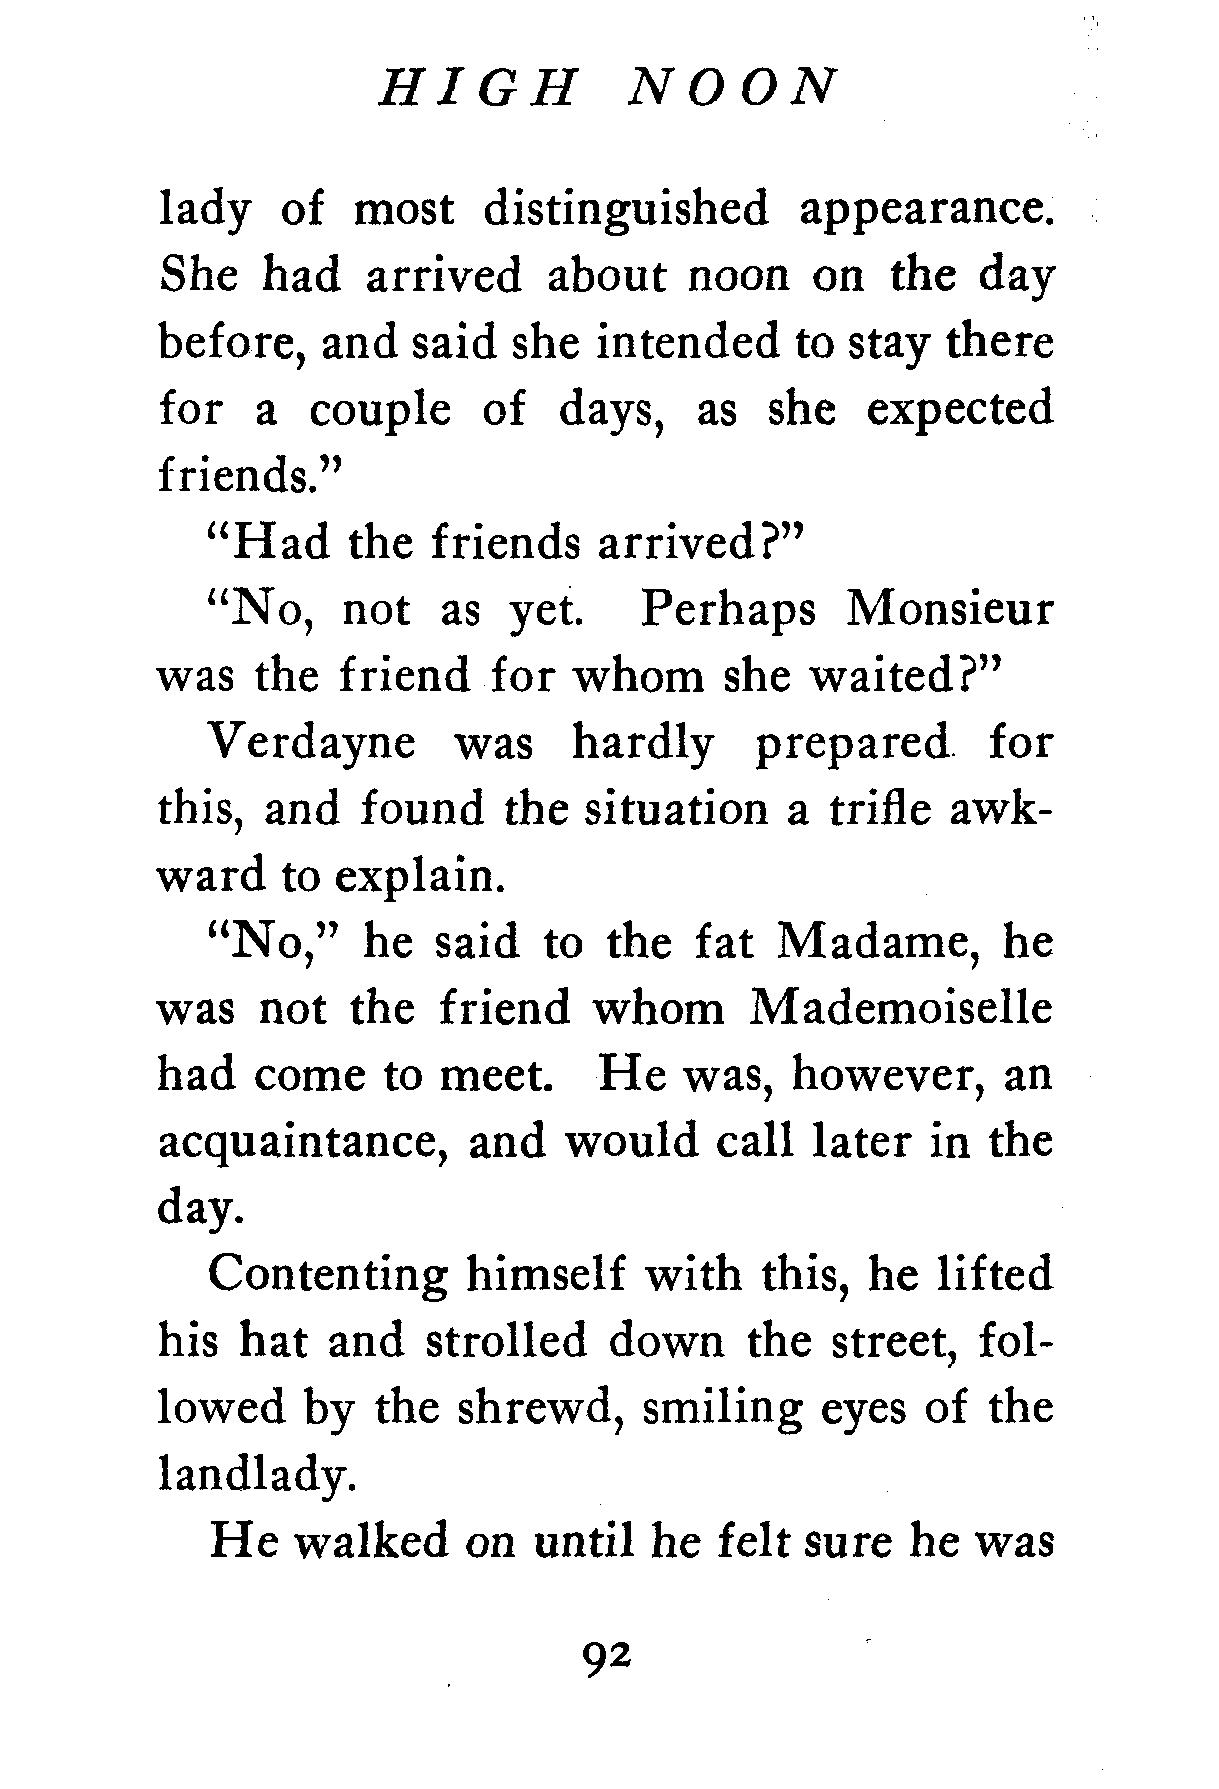 HIGH NOON
lady of most distinguished appearance.
She had arrived about noon on the day
before, and said she intended to stay there
for a couple of days, as she expected
friends."
"Had the friends arrived?"
"No, not as yet. Perhaps Monsieur
was the friend for whom she waited?"
Verdayne was hardly prepared for
this, and found the situation a trifle awk-
ward to explain.
"No," he said to the fat Madame, he
was not the friend whom Mademoiselle
had come to meet. He was, however, an
acquaintance, and would call later in the
day.
Contenting himself with this, he lifted
his hat and strolled down the street, fol-
lowed by the shrewd, smiling eyes of the
landlady.
He walked on until he felt sure he was
92